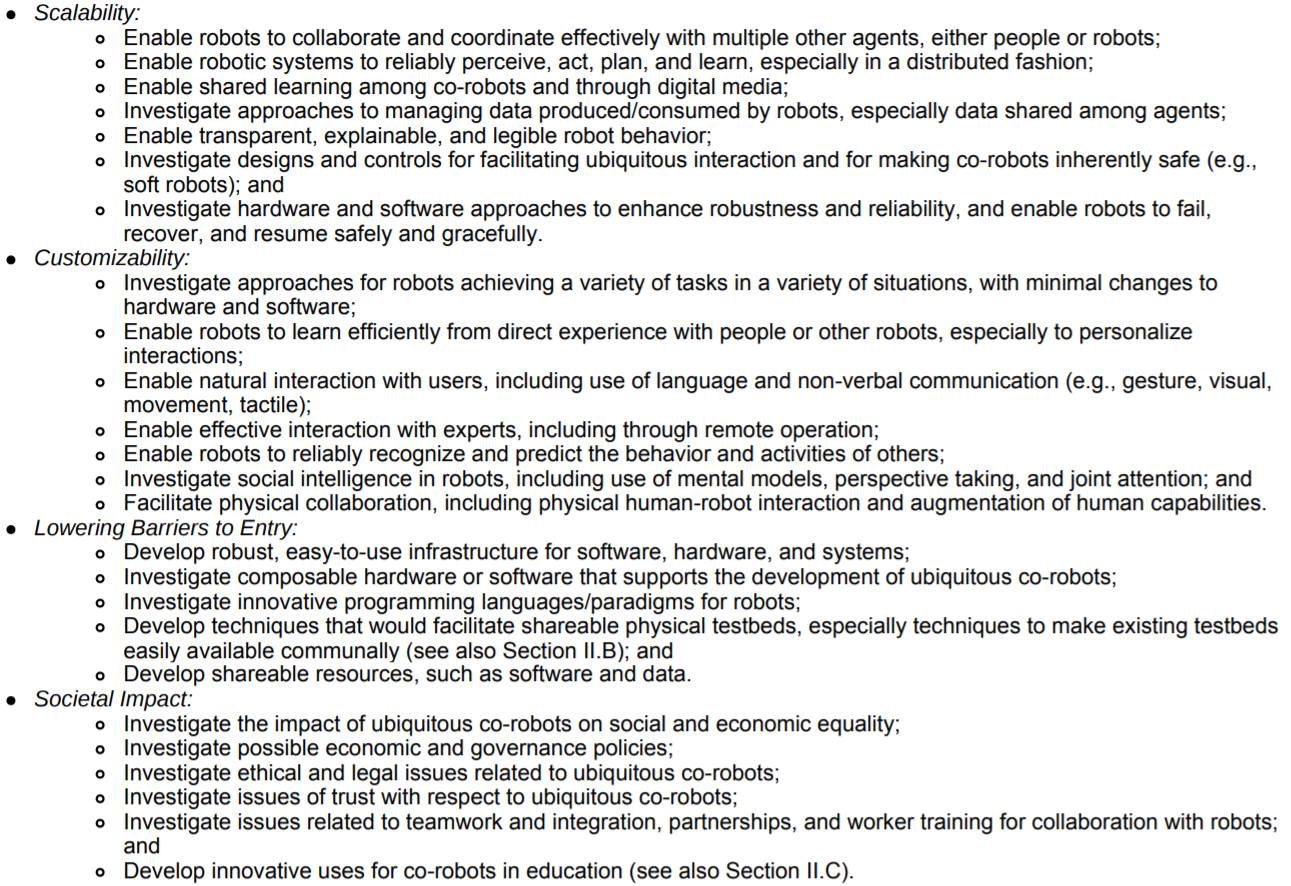 ● Scalability:
o Enable robots to collaborate and coordinate effectively with multiple other agents, either people or robots;
o Enable robotic systems to reliably perceive, act, plan, and learn, especially in a distributed fashion;
o Enable shared learning among co-robots and through digital media;
o Investigate approaches to managing data produced/consumed by robots, especially data shared among agents;
o Enable transparent, explainable, and legible robot behavior;
o Investigate designs and controls for facilitating ubiquitous interaction and for making co-robots inherently safe (e.g.,
soft robots); and
o Investigate hardware and software approaches to enhance robustness and reliability, and enable robots to fail,
recover, and resume safely and gracefully.
● Customizability:
o Investigate approaches for robots achieving a variety of tasks in a variety of situations, with minimal changes to
hardware and software;
o Enable robots to learn efficiently from direct experience with people or other robots, especially to personalize
interactions;
o Enable natural interaction with users, including use of language and non-verbal communication (e.g., gesture, visual,
movement, tactile);
o Enable effective interaction with experts, including through remote operation;
o Enable robots to reliably recognize and predict the behavior and activities of others;
o Investigate social intelligence in robots, including use of mental models, perspective taking, and joint attention; and
o Facilitate physical collaboration, including physical human-robot interaction and augmentation of human capabilities.
● Lowering Barriers to Entry:
o Develop robust, easy-to-use infrastructure for software, hardware, and systems;
o Investigate composable hardware or software that supports the development of ubiquitous co-robots;
o Investigate innovative programming languages/paradigms for robots;
o Develop techniques that would facilitate shareable physical testbeds, especially techniques to make existing testbeds
easily available communally (see also Section II.B); and
o Develop shareable resources, such as software and data.
● Societal Impact:
o Investigate the impact of ubiquitous co-robots on social and economic equality;
o Investigate possible economic and governance policies;
o Investigate ethical and legal issues related to ubiquitous co-robots;
o Investigate issues of trust with respect to ubiquitous co-robots;
o Investigate issues related to teamwork and integration, partnerships, and worker training for collaboration with robots;
and
o Develop innovative uses for co-robots in education (see also Section II.C).